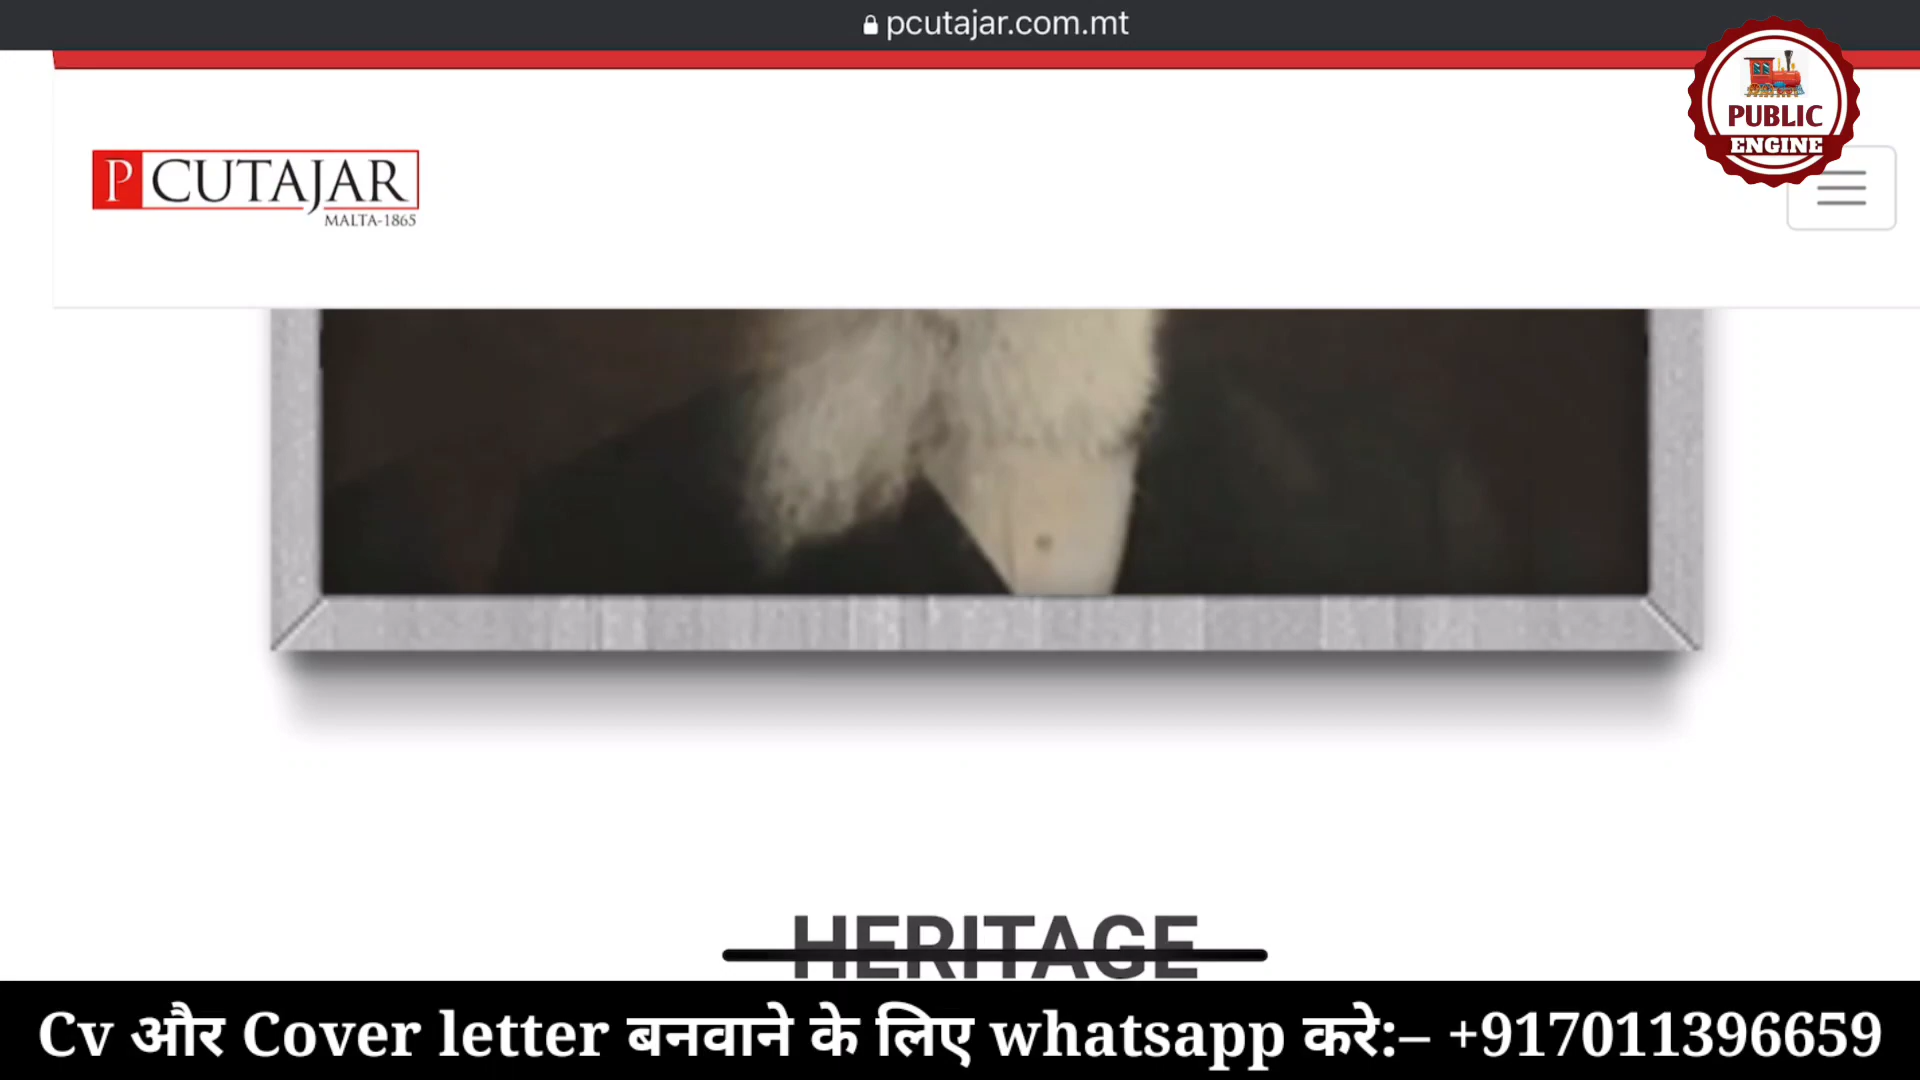 pcutajar.com.mt
PUBLIC
ENGINE
P CUTAJAR
MALTA-1865
HERITAGE
Cv और Cover letter बनवाने के लिए whatsapp करे:– +917011396659